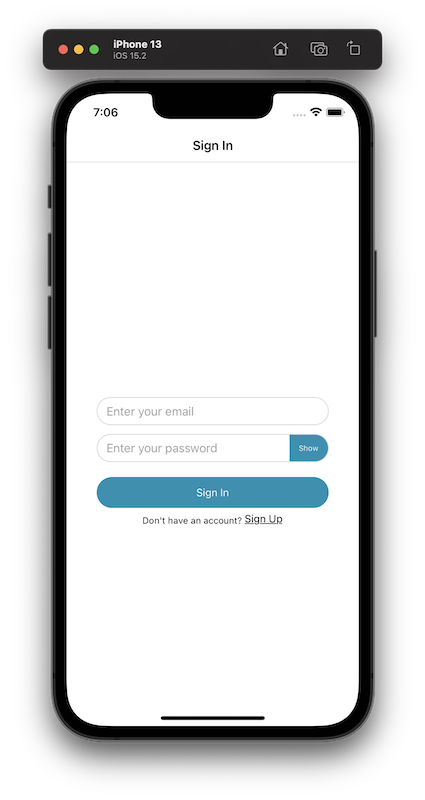 iPhone 13
iOS 15.2
7:06
Sign In
Enter your email
Enter your password
Show
Sign In
Don't have an account? Sign Up